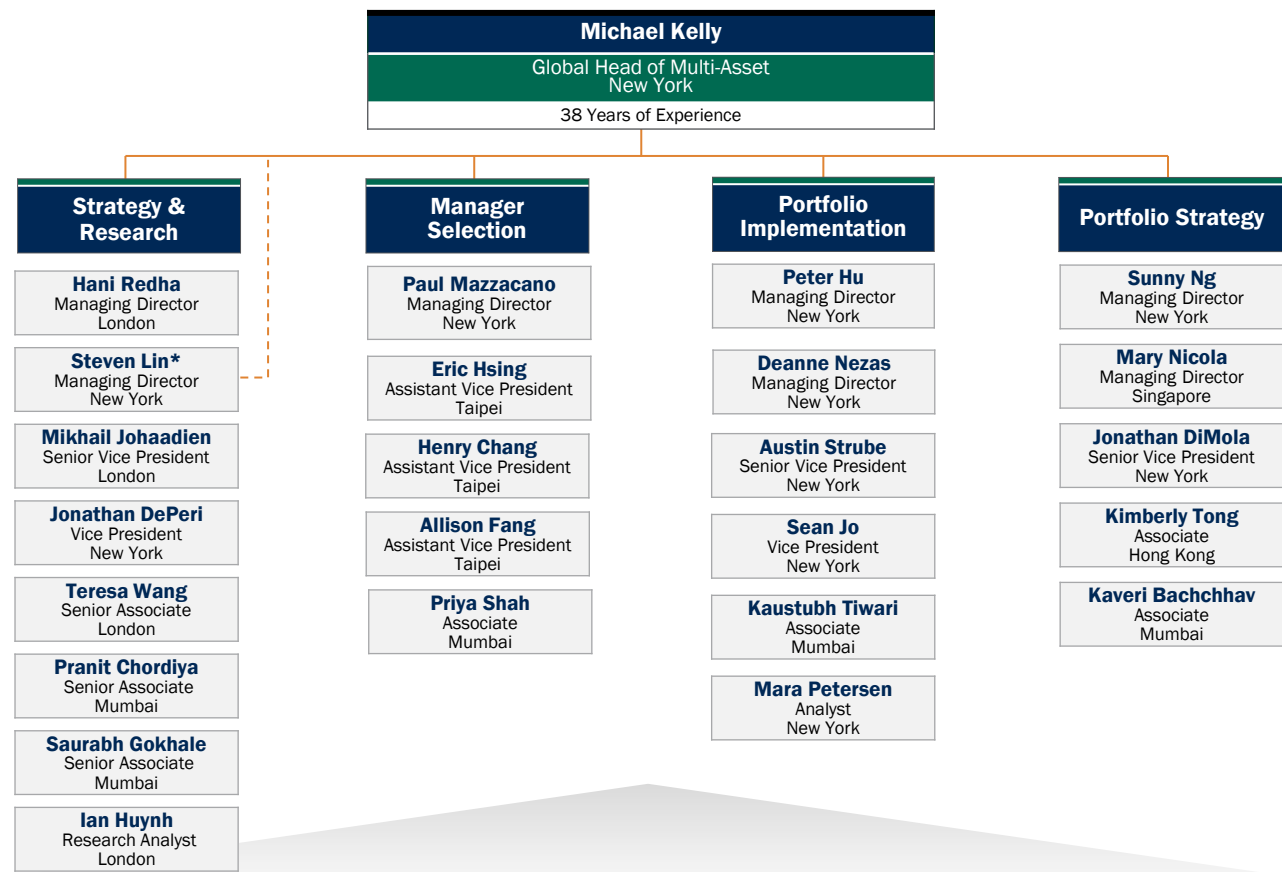 Michael Kelly
Global Head of Multi-Asset
New York
38 Years of Experience
Strategy &
Research
Hani Redha
Managing Director
London
Steven Lin*
Managing Director
New York
Mikhail Johaadien
Senior Vice President
London
Jonathan DePeri
Vice President
New York
Teresa Wang
Senior Associate
London
Pranit Chordiya
Senior Associate
Mumbai
Saurabh Gokhale
Senior Associate
Mumbai
Ian Huynh
Research Analyst
London
Manager
Selection
Paul Mazzacano
Managing Director
New York
Eric Hsing
Assistant Vice President
Taipei
Henry Chang
Assistant Vice President
Taipei
Allison Fang
Assistant Vice President
Taipei
Priya Shah
Associate
Mumbai
Portfolio
Implementation
Peter Hu
Managing Director
New York
Deanne Nezas
Managing Director
New York
Austin Strube
Senior Vice President
New York
Sean Jo
Vice President
New York
Kaustubh Tiwari
Associate
Mumbai
Mara Petersen
Analyst
New York
Portfolio Strategy
Sunny Ng
Managing Director
New York
Mary Nicola
Managing Director
Singapore
Jonathan DiMola
Senior Vice President
New York
Kimberly Tong
Associate
Hong Kong
Kaveri Bachchhav
Associate
Mumbai